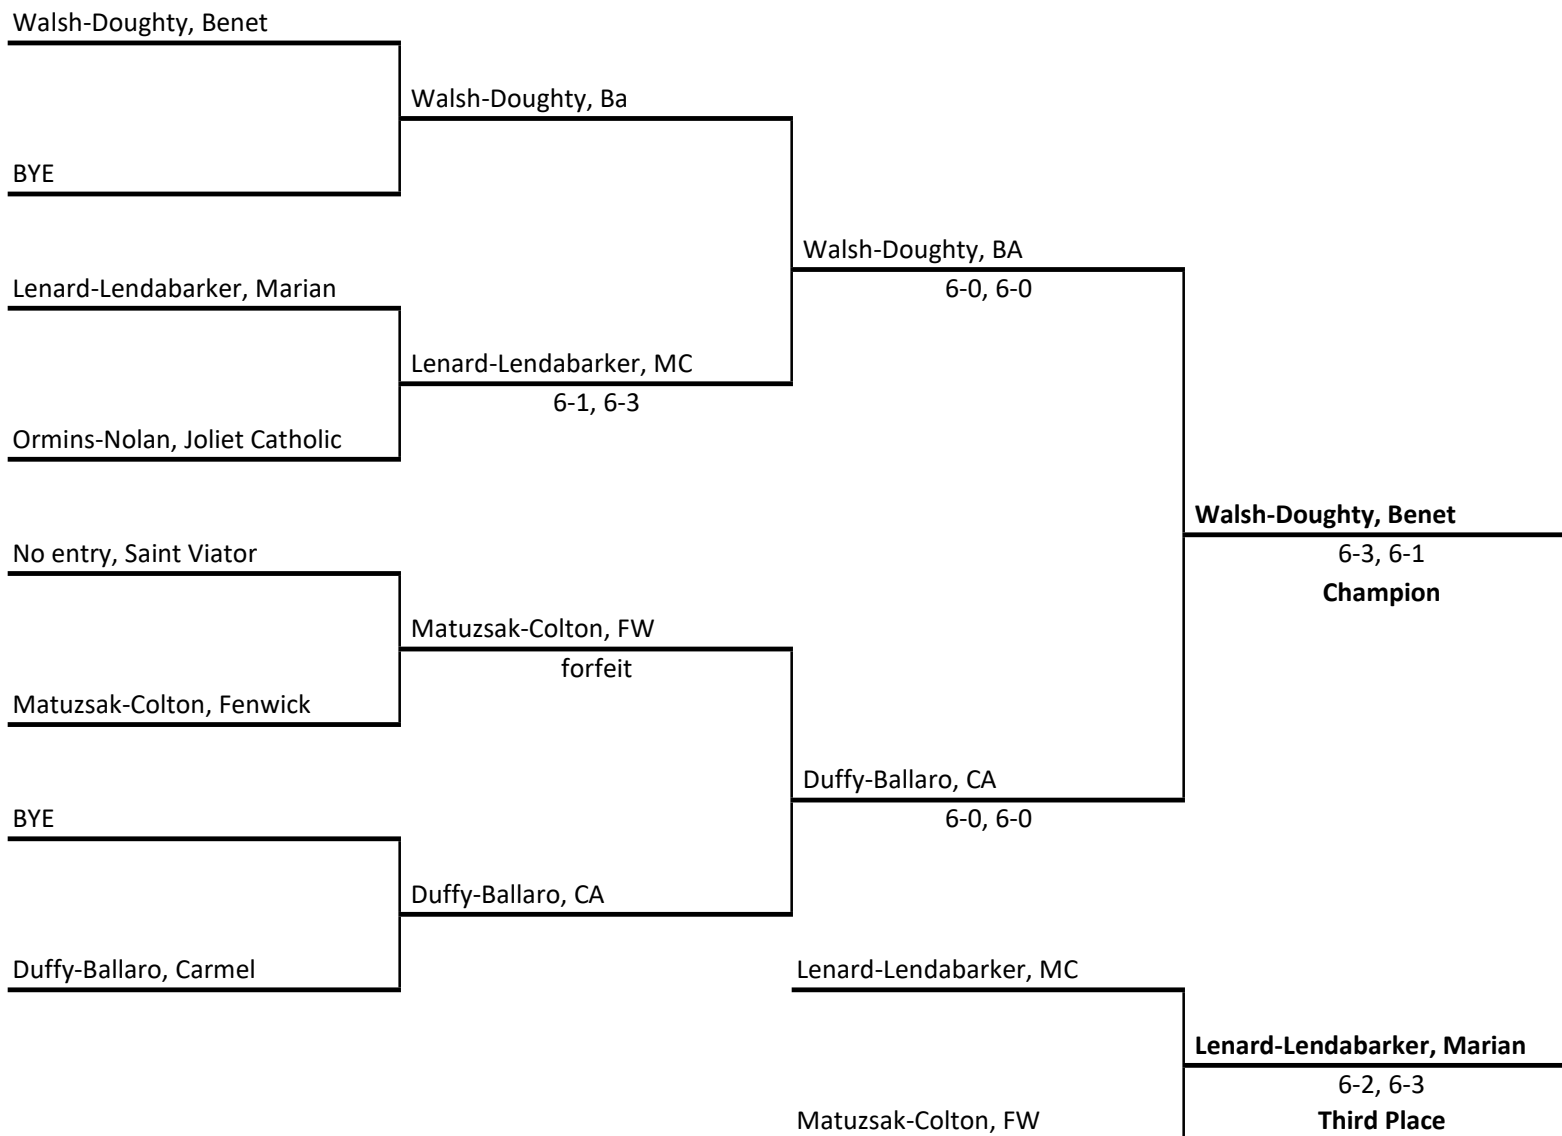 Walsh-Doughty, Benet
Walsh-Doughty, Ba
BYE
Walsh-Doughty, BA
6-0, 6-0
Lenard-Lendabarker, Marian
Lenard-Lendabarker, MC
6-1, 6-3
Ormins-Nolan, Joliet Catholic
Walsh-Doughty, Benet
6-3, 6-1
Champion
No entry, Saint Viator
Matuzsak-Colton, FW
forfeit
Matuzsak-Colton, Fenwick
Duffy-Ballaro, CA
6-0, 6-0
BYE
Duffy-Ballaro, CA
Duffy-Ballaro, Carmel
Lenard-Lendabarker, MC
Lenard-Lendabarker, Marian
6-2, 6-3
Third Place
Matuzsak-Colton, FW